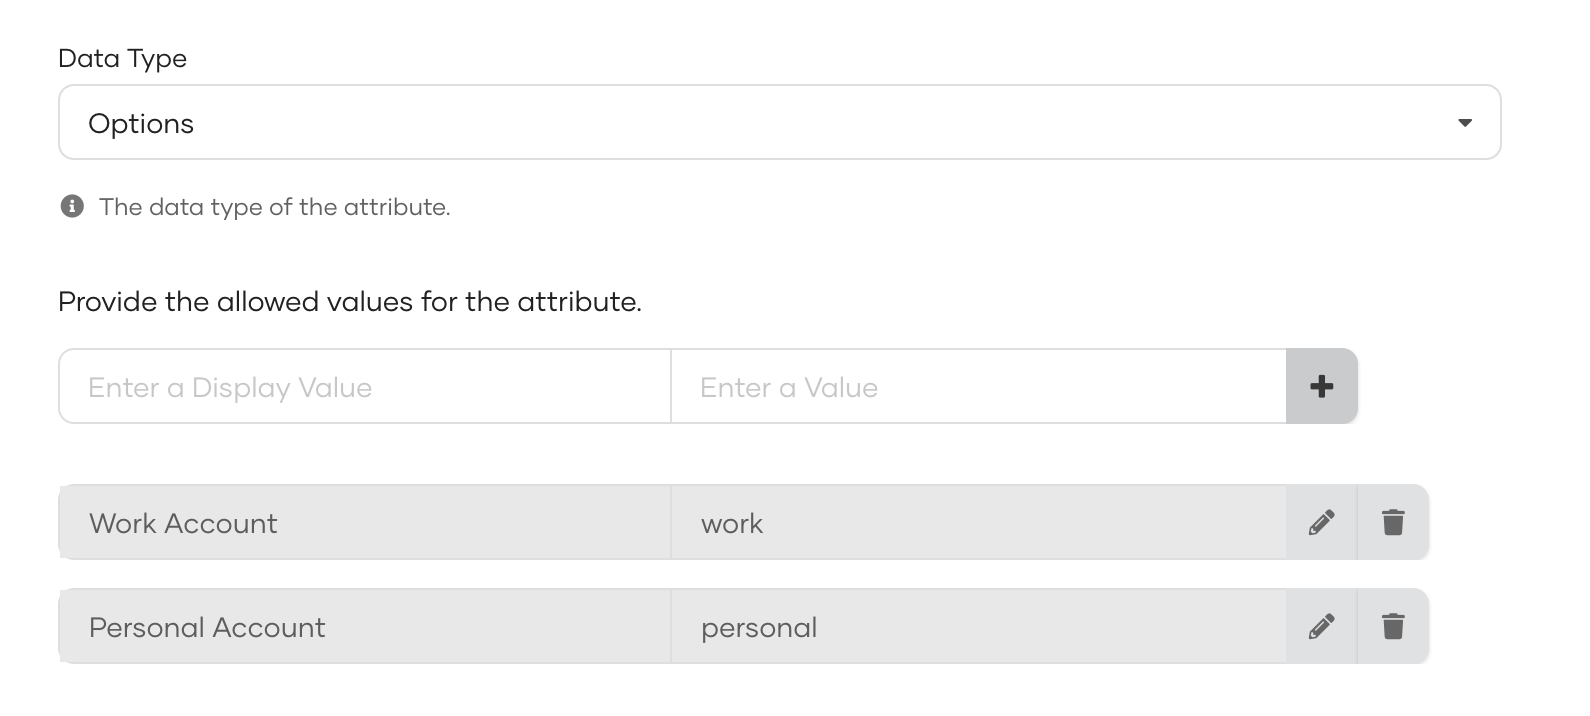 Data Type
Options
The data type of the attribute.
Provide the allowed values for the attribute.
Enter a Display Value Enter a Value
Work Account work
Personal Account personal